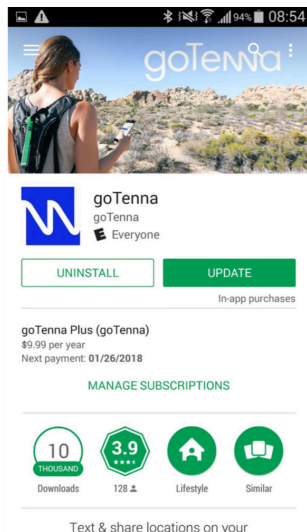 94% 08:54
goTenna
goTenna
goTenna
E Everyone
UNINSTALL
UPDATE
In-app purchases
goTenna Plus (goTenna)
$9.99 per year
Next payment: 01/26/2018
MANAGE SUBSCRIPTIONS
10
THOUSAND
Downloads
3.9
128
Lifestyle
Similar
Text & share locations on your